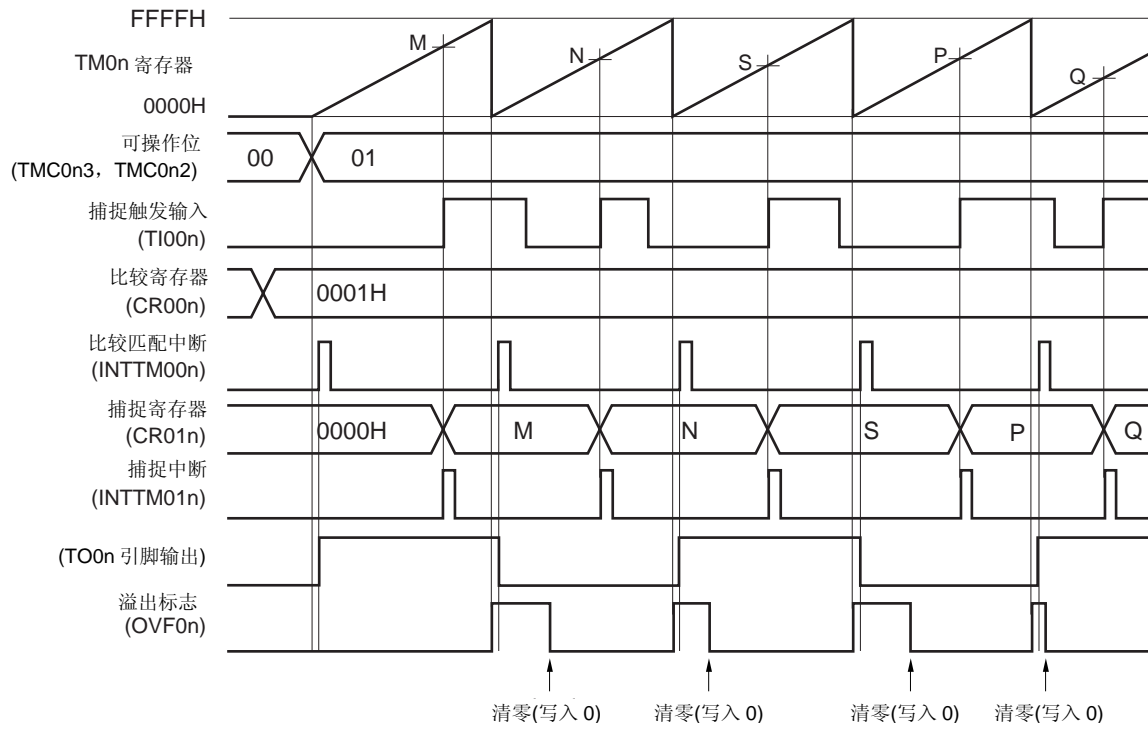 FFFFH
M
N
S
P
Q
TM0n 寄存器
0000H
可操作位
(TMC0n3，TMC0n2)
00
01
捕捉触发输入
(TI00n)
比较寄存器
(CR00n)
0001H
比较匹配中断
(INTTM00n)
捕捉寄存器
(CR01n)
0000H
M
N
S
P
Q
捕捉中断
(INTTM01n)
(TO0n 引脚输出)
溢出标志
(OVF0n)
清零(写入 0)
清零(写入 0)
清零(写入 0)
清零(写入 0)